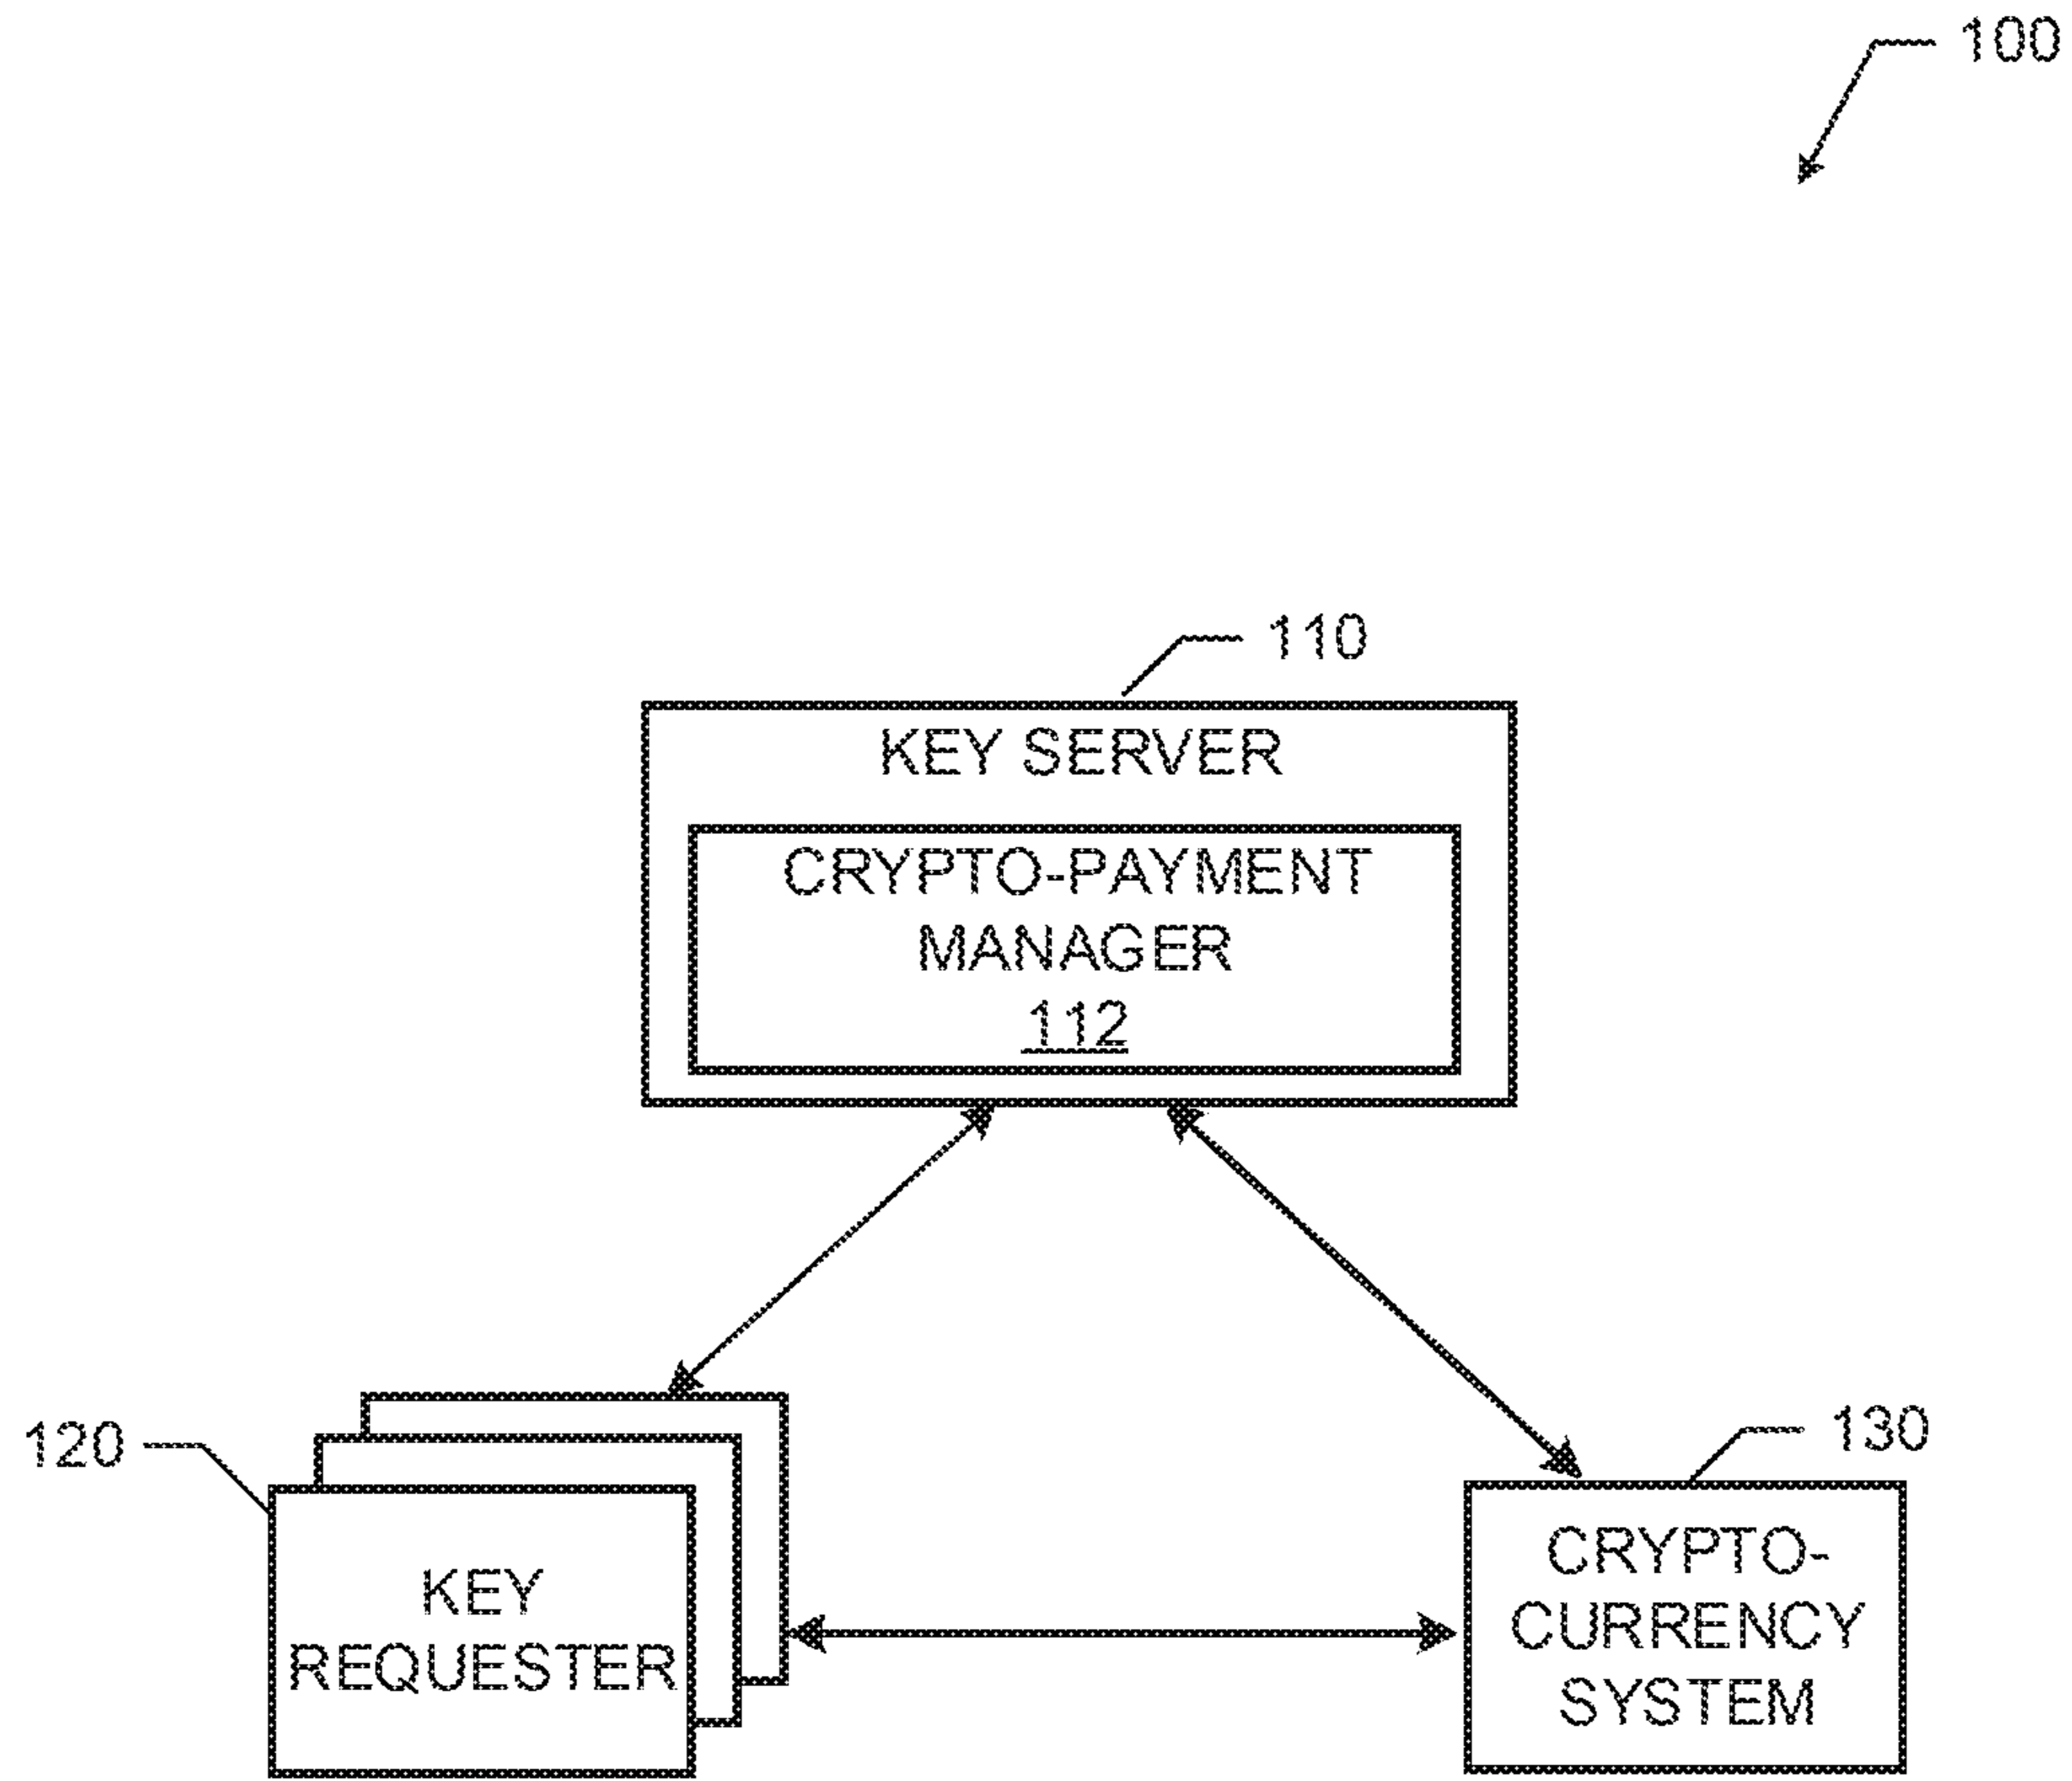 100
110
KEY SERVER
CRYPTO-PAYMENT
MANAGER
112
120
KEY
REQUESTER
130
CRYPTO-
CURRENCY
SYSTEM